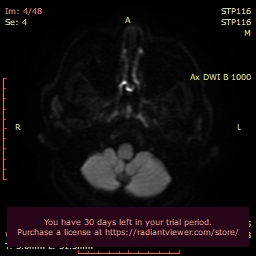 Im: 4/48
Se: 4
STP116
STP116
M
A
Ax DWI B 1000
R
L
You have 30 days left in your trial period.
Purchase a license at https://radiantviewer.com/store/